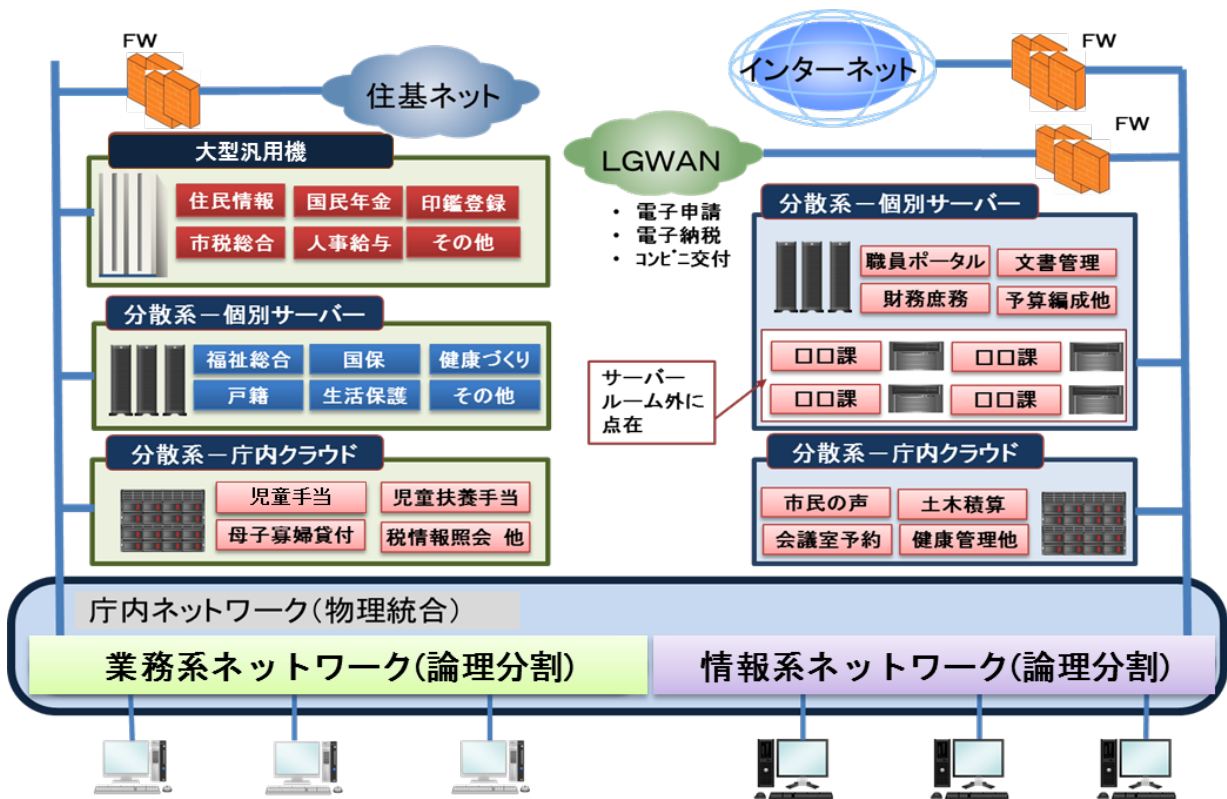 FW
住基ネット
インターネット
FW
LGWAN
FW
・ 電子申請
・ 電子納税
・ コンビニ交付
大型汎用機
住民情報
国民年金
印鑑登録
市税総合
人事給与
その他
分散系－個別サーバー
福祉総合
国保
健康づくり
戸籍
生活保護
その他
分散系－庁内クラウド
児童手当
児童扶養手当
母子寡婦貸付
税情報照会 他
分散系－個別サーバー
職員ポータル
文書管理
財務庶務
予算編成他
□□課
□□課
□□課
□□課
サーバー
ルーム外に
点在
分散系－庁内クラウド
市民の声
土木積算
会議室予約
健康管理他
庁内ネットワーク(物理統合)
業務系ネットワーク(論理分割)
情報系ネットワーク(論理分割)